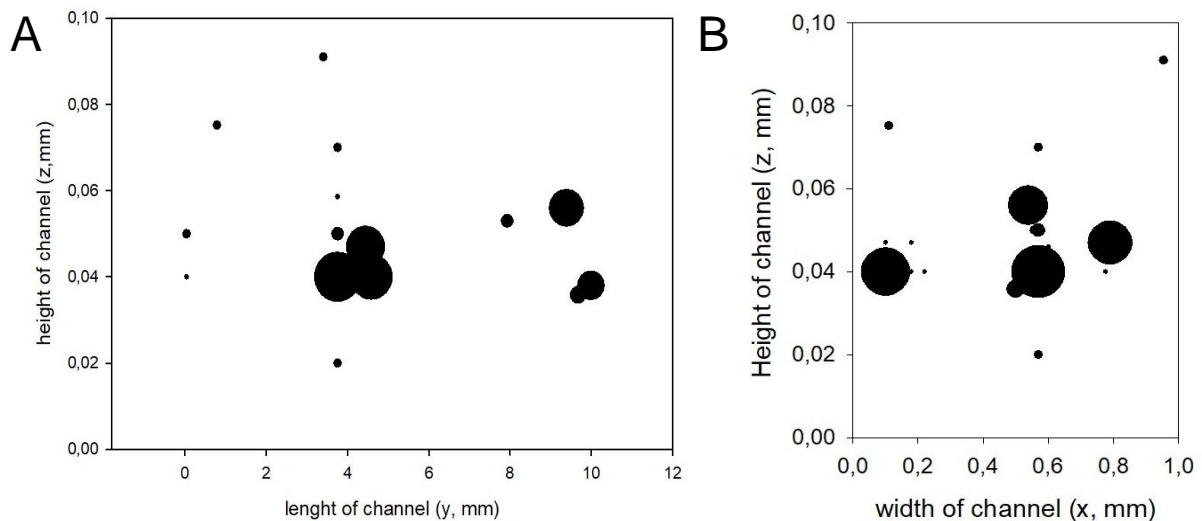 A
height of channel (z,mm)
0,10
0,08
0,06
0,04
0,02
0,00
0 2 4 6 8 10 12
lenght of channel (y, mm)
B
Height of channel (z, mm)
0,10
0,08
0,06
0,04
0,02
0,00
0,0 0,2 0,4 0,6 0,8 1,0
width of channel (x, mm)